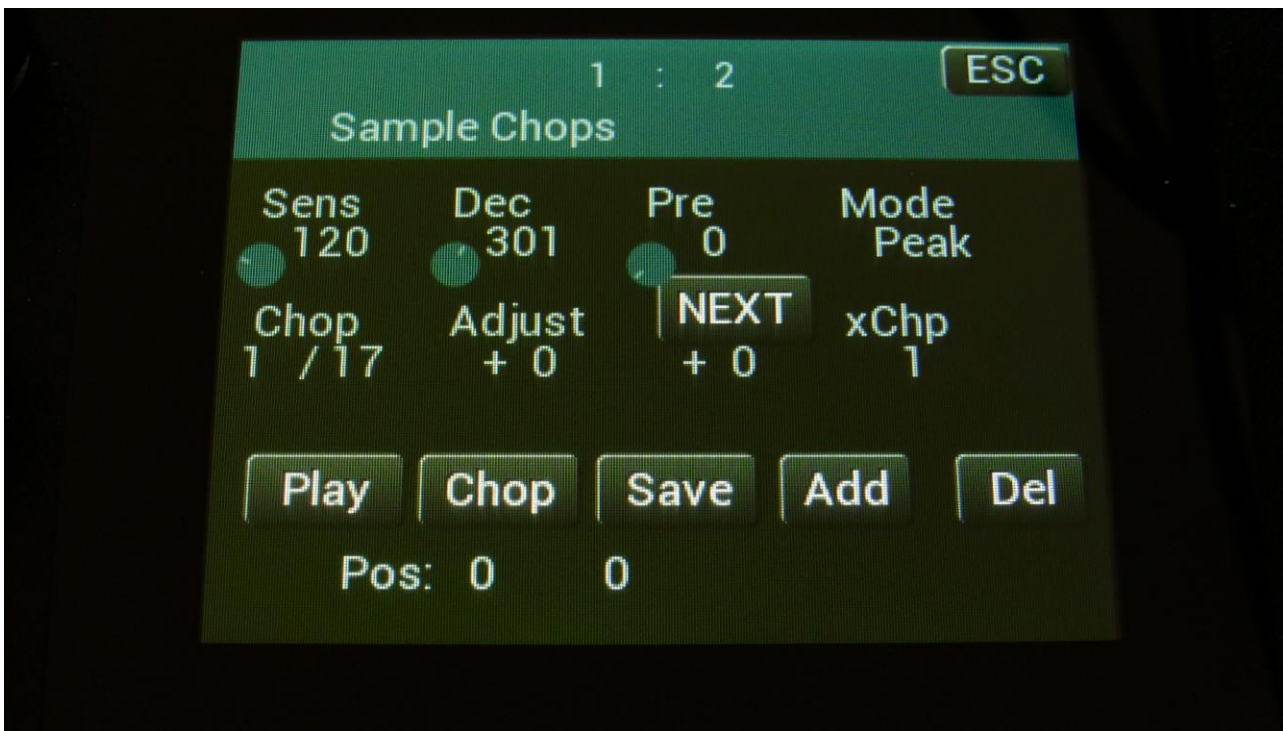 1 : 2 ESC
Sample Chops
Sens Dec Pre Mode
120 301 0 Peak
Chop Adjust NEXT xChp
1 /17 + 0 + 0 1
Play Chop Save Add Del
Pos: 0 0